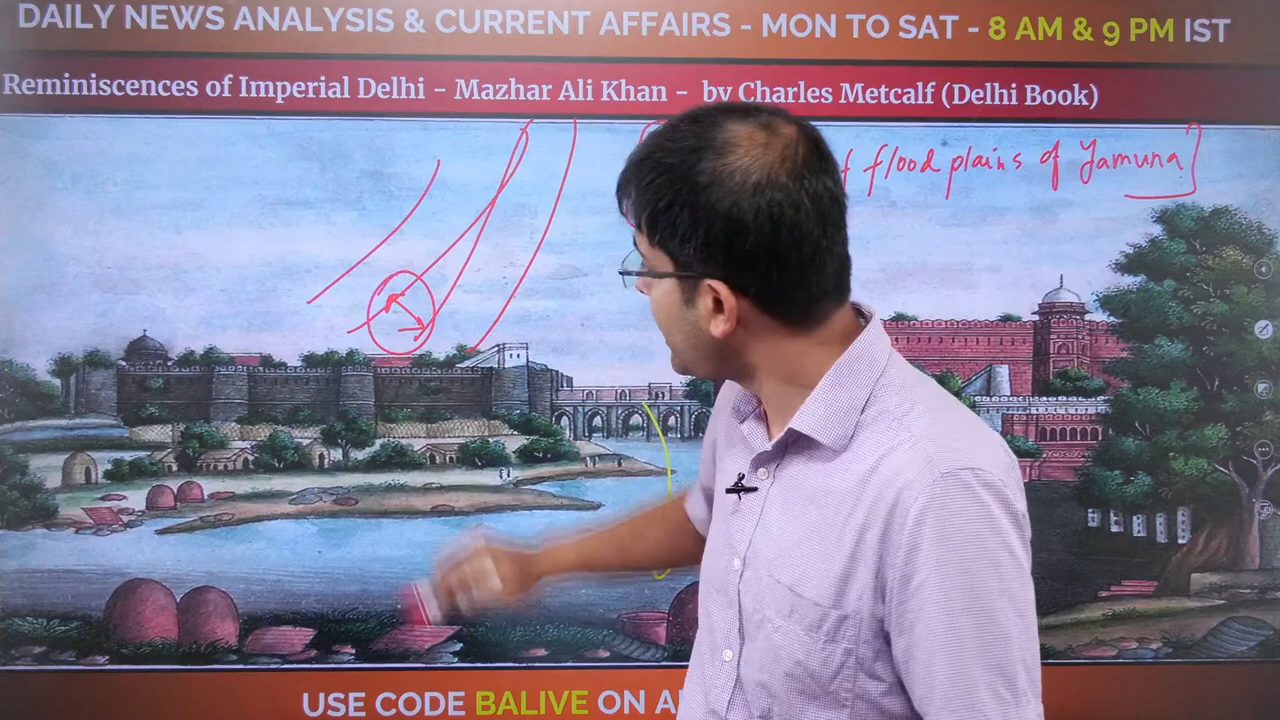 DAILY NEWS ANALYSIS & CURRENT AFFAIRS - MON TO SAT - 8 AM & 9 PM IST
Reminiscences of Imperial Delhi - Mazhar Ali Khan - by Charles Metcalf (Delhi Book)
flood plains of Yamuna]
USE CODE BALIVE ON